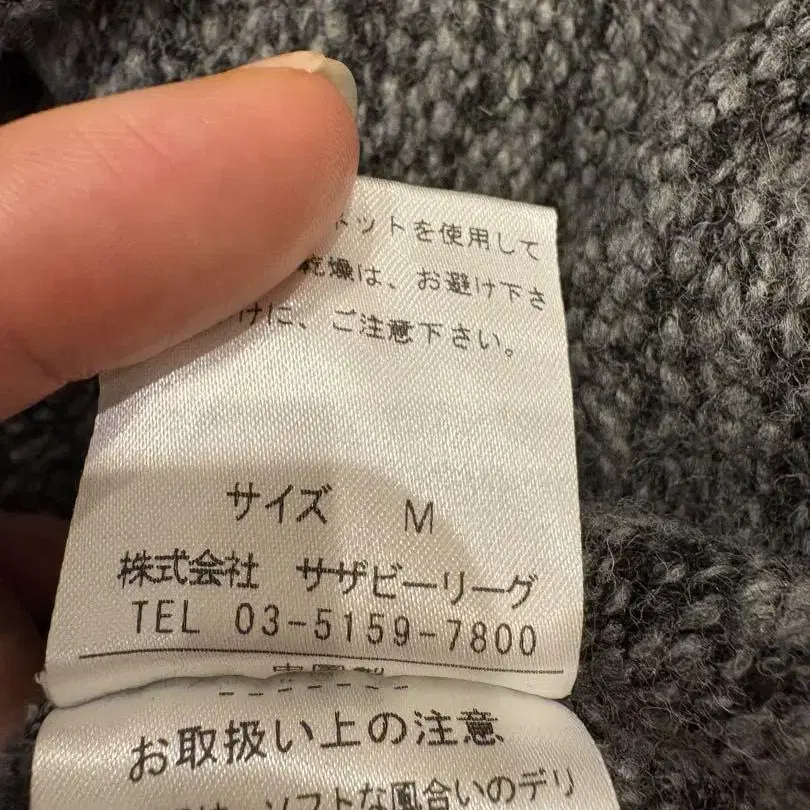 ネットを使用して
乾燥は、お避け下さ
けに、ご注意下さい。
サイズ M
株式会社 サザビーリーグ
TEL 03-5159-7800
お取扱い上の注意
は、ソフトな風合いのデリ